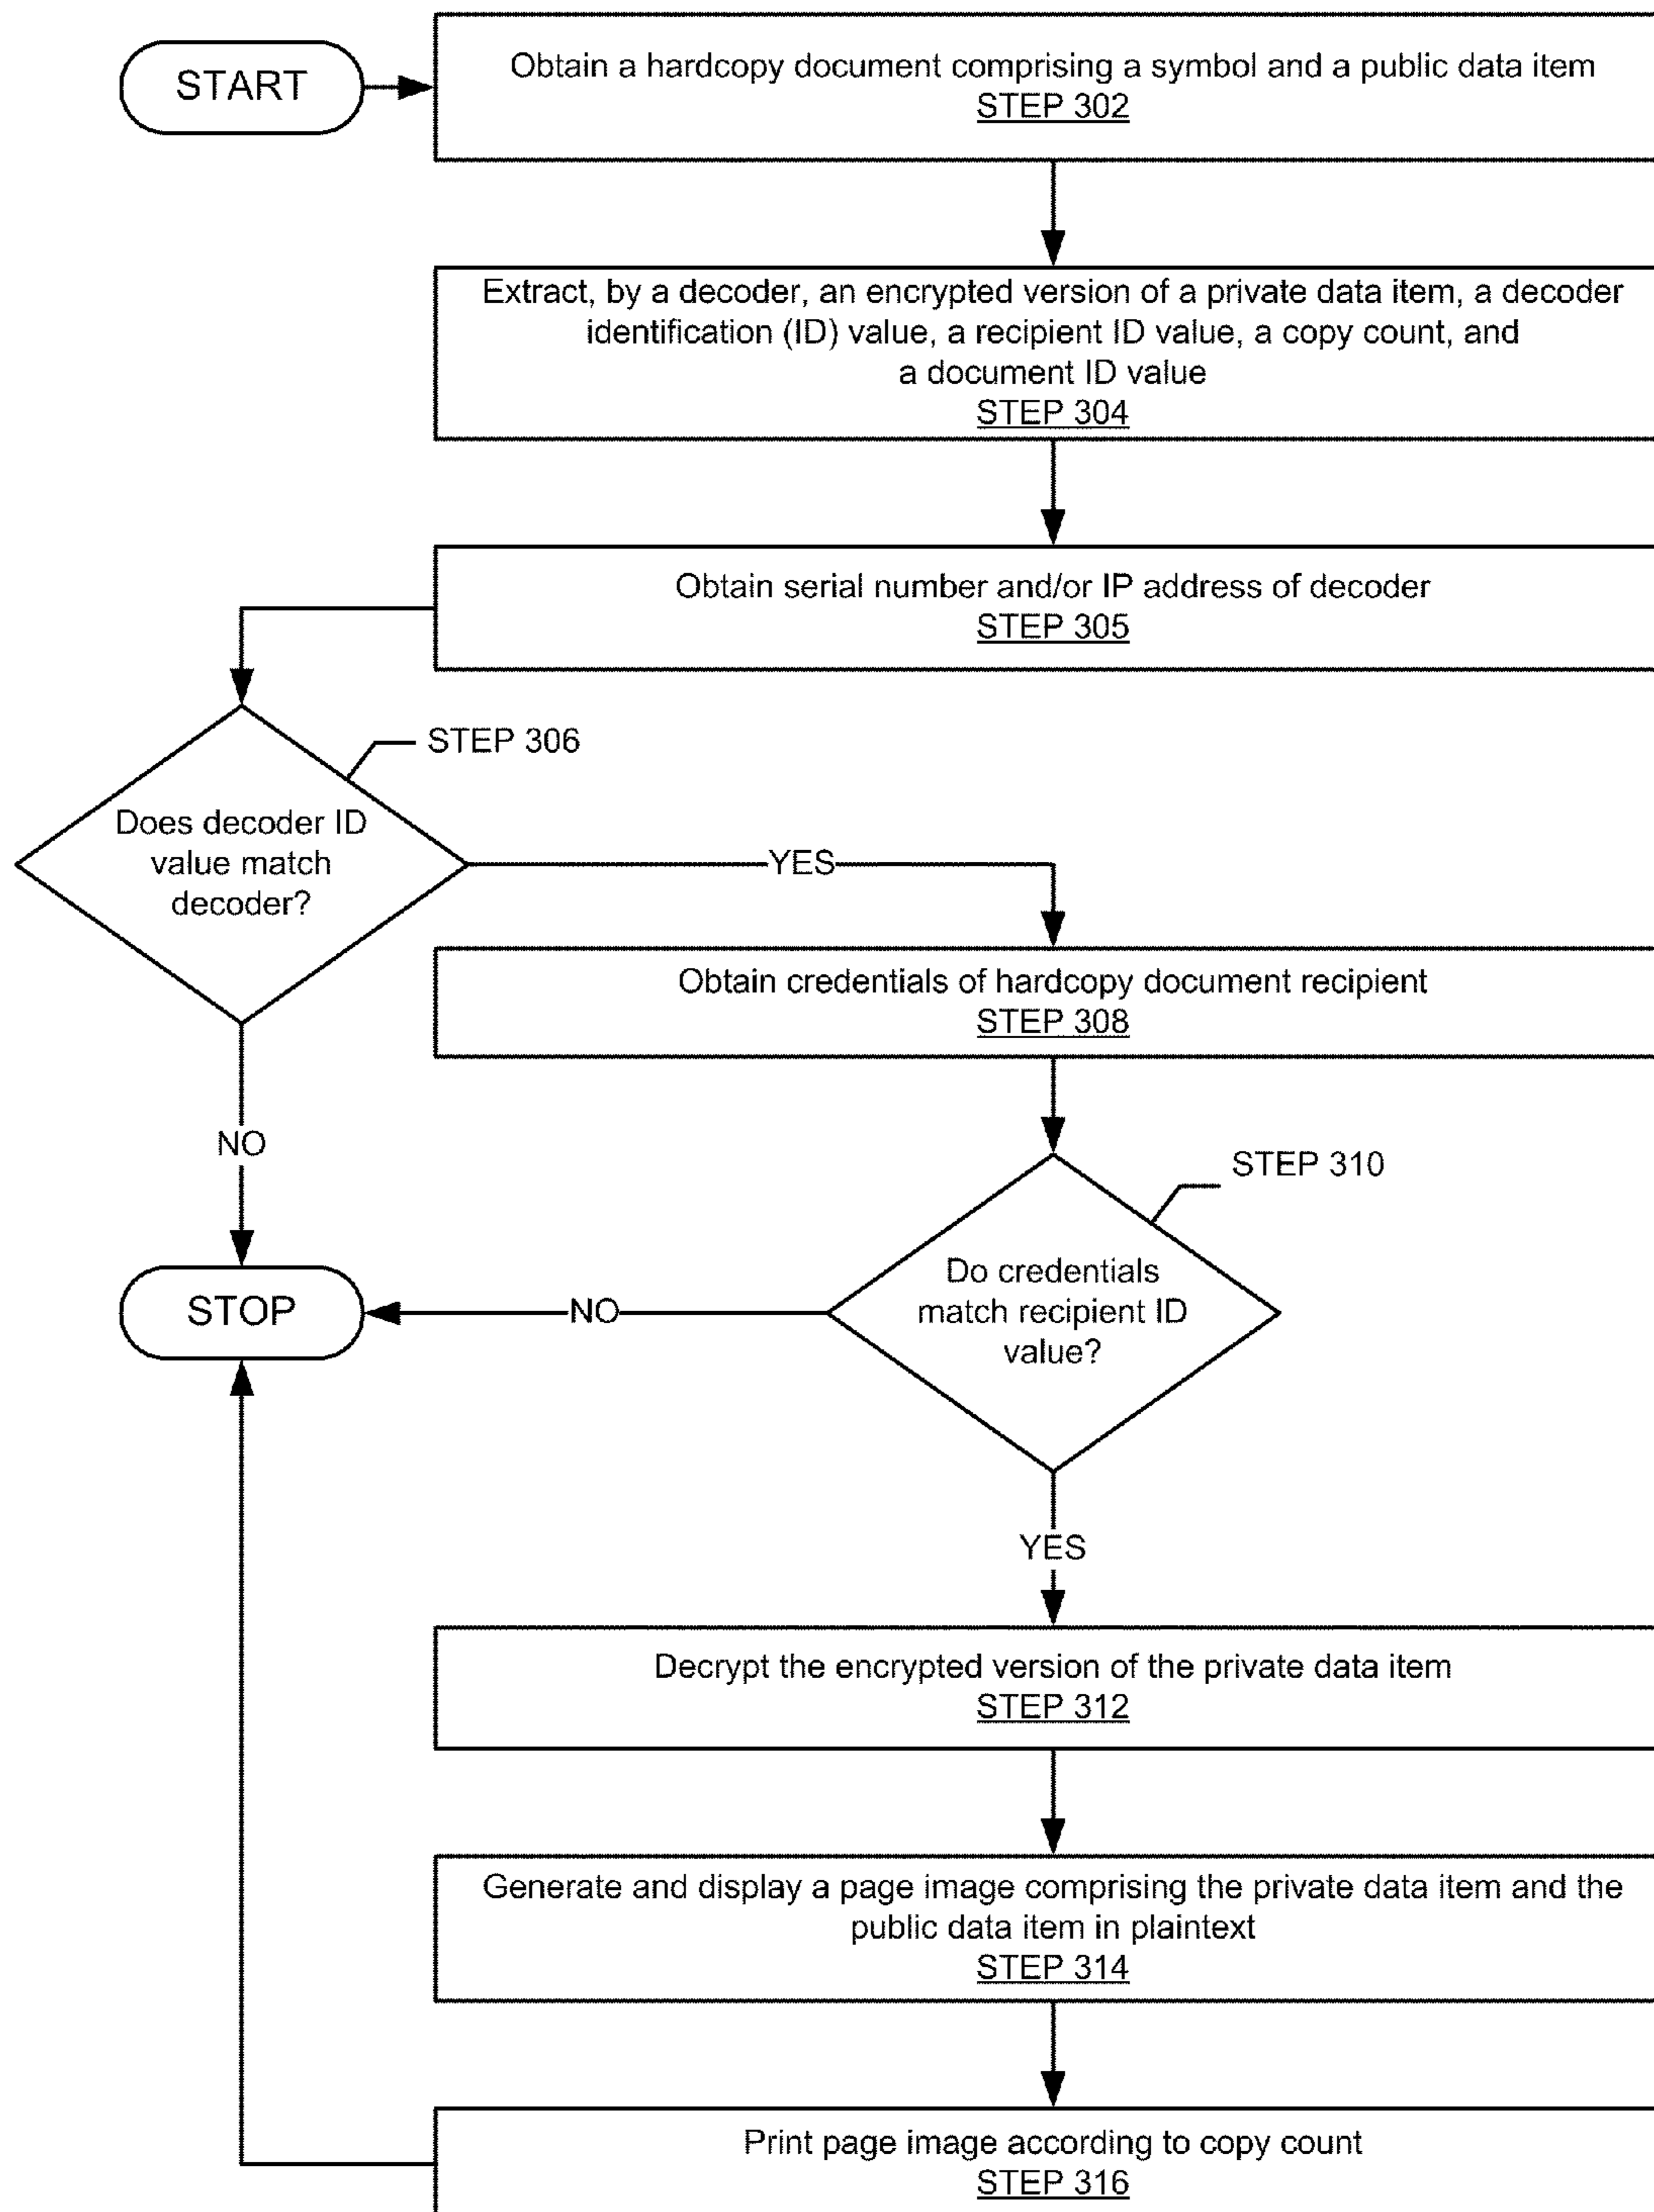 START
Obtain a hardcopy document comprising a symbol and a public data item
STEP 302
Extract, by a decoder, an encrypted version of a private data item, a decoder
identification (ID) value, a recipient ID value, a copy count, and
a document ID value
STEP 304
Obtain serial number and/or IP address of decoder
STEP 305
STEP 306
Does decoder ID
value match
decoder?
YES
Obtain credentials of hardcopy document recipient
STEP 308
NO
STEP 310
Do credentials
match recipient ID
value?
NO
STOP
YES
Decrypt the encrypted version of the private data item
STEP 312
Generate and display a page image comprising the private data item and the
public data item in plaintext
STEP 314
Print page image according to copy count
STEP 316